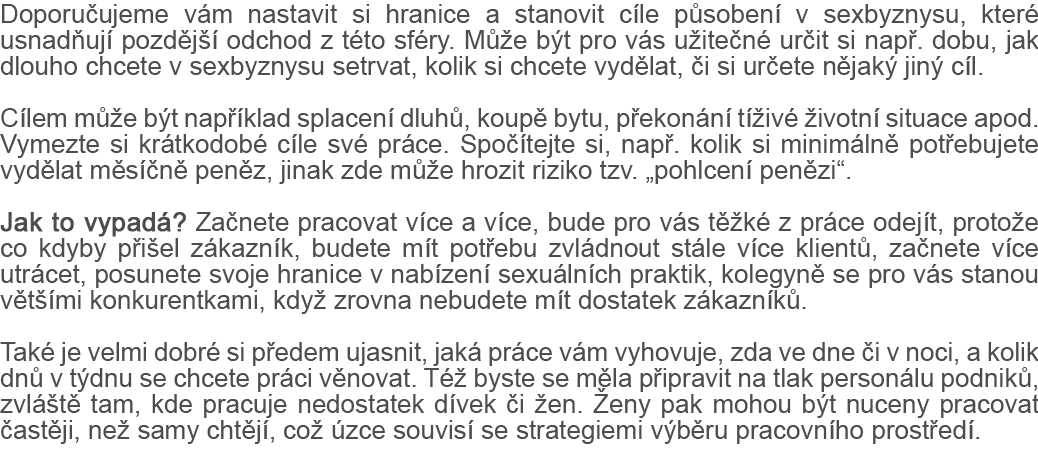 Doporučujeme vám nastavit si hranice a stanovit cíle působení v sexbyznysu, které
usnadňují pozdější odchod z této sféry. Může být pro vás užitečné určit si např. dobu, jak
dlouho chcete v sexbyznysu setrvat, kolik si chcete vydělat, či si určete nějaký jiný cíl.
Cílem může být například splacení dluhů, koupě bytu, překonání tíživé životní situace apod.
Vymezte si krátkodobé cíle své práce. Spočítejte si, např. kolik si minimálně potřebujete
vydělat měsíčně peněz, jinak zde může hrozit riziko tzv. „pohlcení penězi“.
Jak to vypadá? Začnete pracovat více a více, bude pro vás těžké z práce odejít, protože
co kdyby přišel zákazník, budete mít potřebu zvládnout stále více klientů, začnete více
utrácet, posunete svoje hranice v nabízení sexuálních praktik, kolegyně se pro vás stanou
většími konkurentkami, když zrovna nebudete mít dostatek zákazníků.
Také je velmi dobré si předem ujasnit, jaká práce vám vyhovuje, zda ve dne či v noci, a kolik
dnů v týdnu se chcete práci věnovat. Též byste se měla připravit na tlak personálu podniků,
zvláště tam, kde pracuje nedostatek dívek či žen. Ženy pak mohou být nuceny pracovat
častěji, než samy chtějí, což úzce souvisí se strategiemi výběru pracovního prostředí.